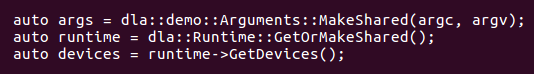 auto args = dla::demo::Arguments::MakeShared(argc, argv);
auto runtime = dla::Runtime::GetOrMakeShared();
auto devices = runtime->GetDevices();